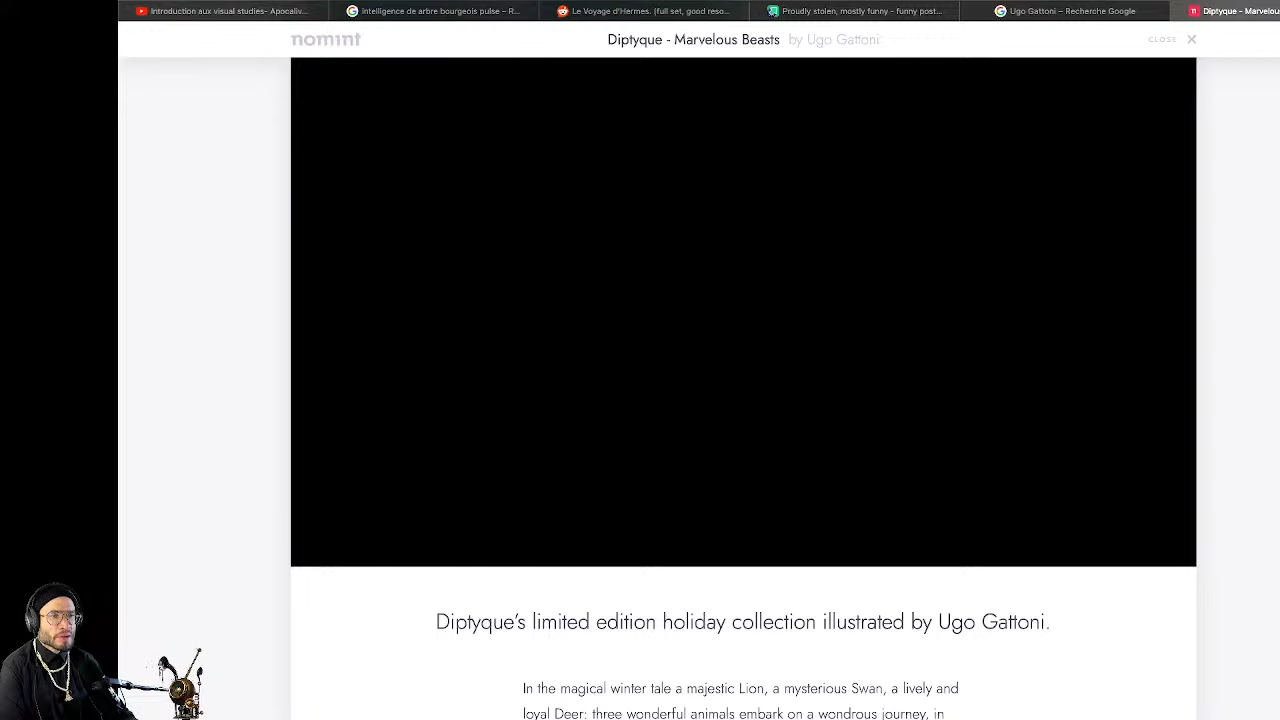 Introduction aux visual studies- Apocaliv...
Intelligence de arbre bourgeois pulse – R...
Le Voyage d'Hermes. (full set, good reso...
Proudly stolen, mostly funny - funny post...
Ugo Gattoni – Recherche Google
Diptyque - Marvelou
nomint
Diptyque - Marvelous Beasts by Ugo Gattoni
CLOSE ×
Diptyque's limited edition holiday collection illustrated by Ugo Gattoni.
In the magical winter tale a majestic Lion, a mysterious Swan, a lively and
loyal Deer: three wonderful animals embark on a wondrous journey, in